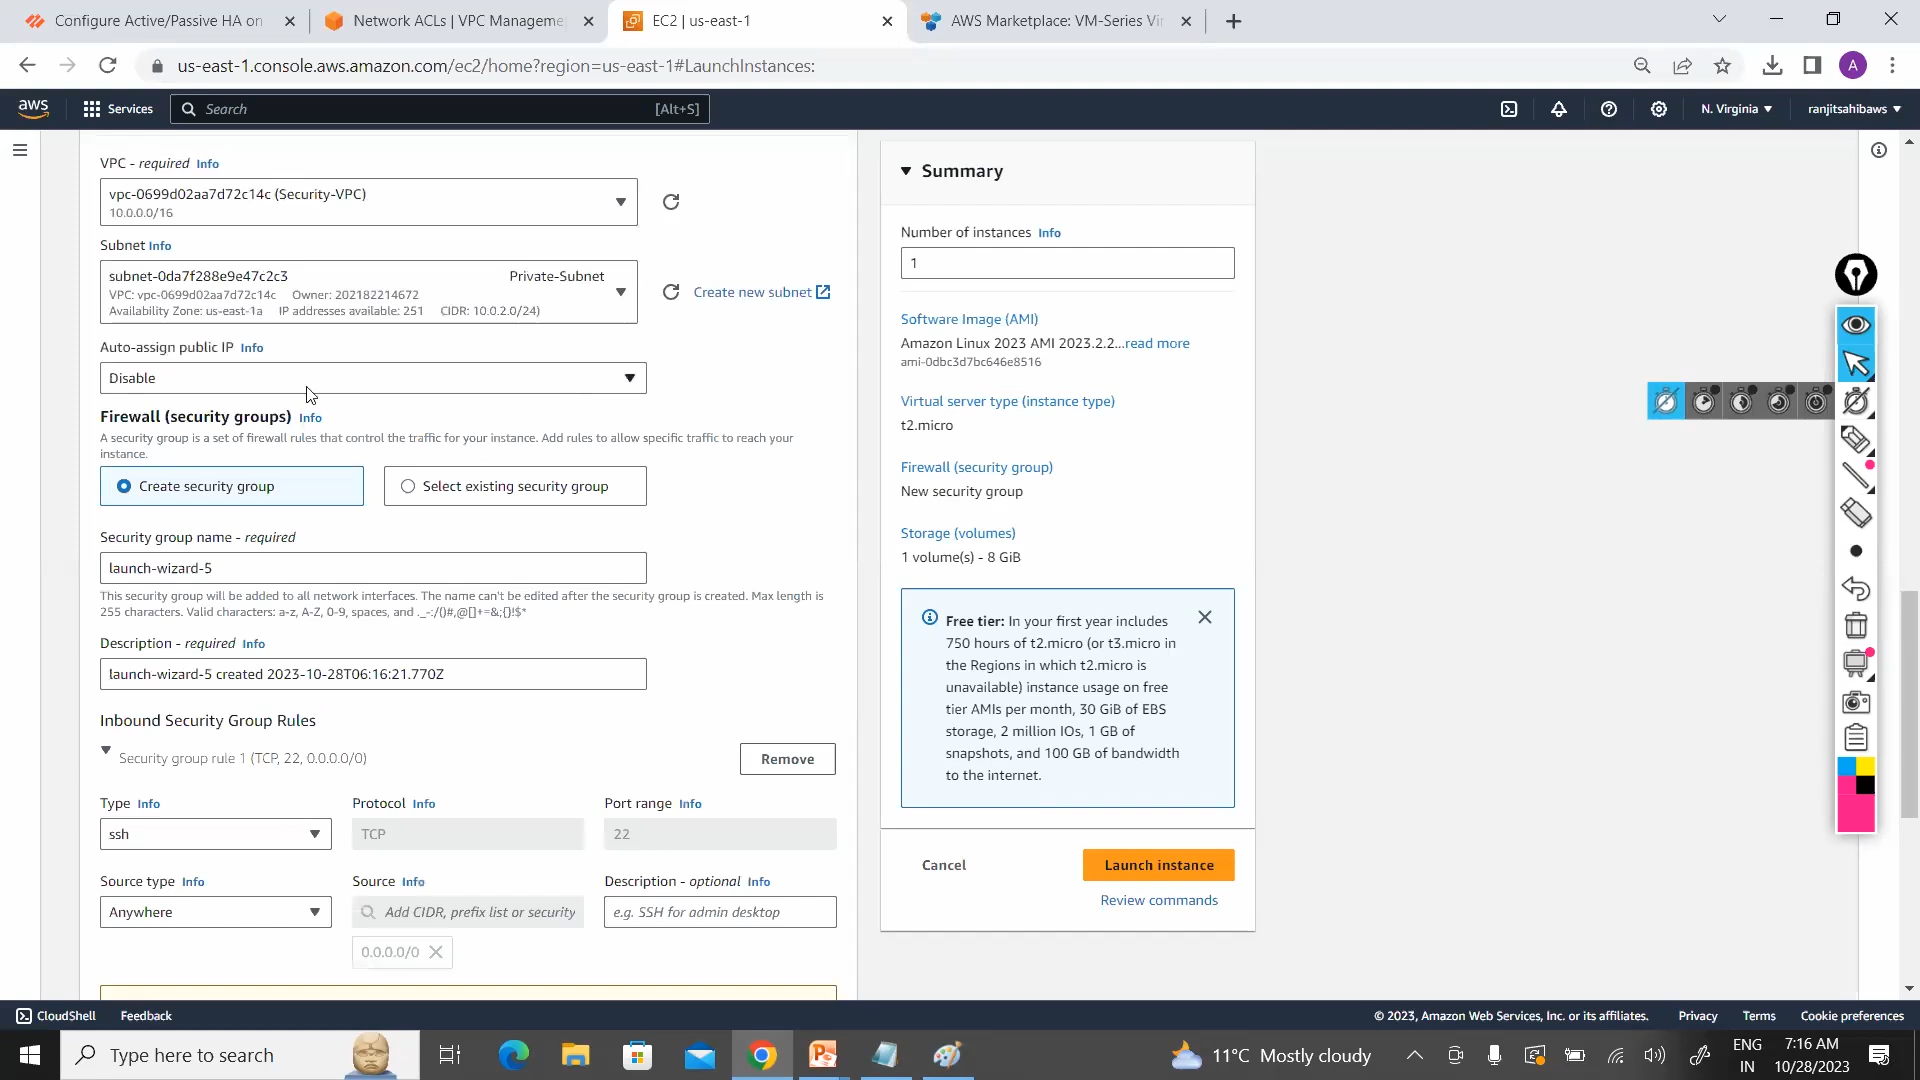 Configure Active/Passive HA on
Network ACLs | VPC Manageme
EC2 | us-east-1
AWS Marketplace: VM-Series Vir
us-east-1.console.aws.amazon.com/ec2/home?region=us-east-1#LaunchInstances:
A
aws
Services
Search
[Alt+S]
N. Virginia
ranjitsahibaws
VPC - required Info
vpc-0699d02aa7d72c14c (Security-VPC)
10.0.0.0/16
Subnet Info
subnet-0da7f288e9e47c2c3 Private-Subnet
VPC: vpc-0699d02aa7d72c14c Owner: 202182214672
Availability Zone: us-east-1a IP addresses available: 251 CIDR: 10.0.2.0/24)
Create new subnet
Auto-assign public IP Info
Disable
Firewall (security groups) Info
A security group is a set of firewall rules that control the traffic for your instance. Add rules to allow specific traffic to reach your
instance.
Create security group
Select existing security group
Security group name - required
launch-wizard-5
This security group will be added to all network interfaces. The name can't be edited after the security group is created. Max length is
255 characters. Valid characters: a-z, A-Z, 0-9, spaces, and ._-:/()#,@[]+=&;{}!$*
Description - required Info
launch-wizard-5 created 2023-10-28T06:16:21.770Z
Inbound Security Group Rules
Security group rule 1 (TCP, 22, 0.0.0.0/0)
Remove
Type Info
Protocol Info
Port range Info
ssh
TCP
22
Source type Info
Source Info
Description - optional Info
Anywhere
Add CIDR, prefix list or security
e.g. SSH for admin desktop
0.0.0.0/0
Summary
Number of instances Info
1
Software Image (AMI)
Amazon Linux 2023 AMI 2023.2.2...read more
ami-0dbc3d7bc646e8516
Virtual server type (instance type)
t2.micro
Firewall (security group)
New security group
Storage (volumes)
1 volume(s) - 8 GiB
Free tier: In your first year includes
750 hours of t2.micro (or t3.micro in
the Regions in which t2.micro is
unavailable) instance usage on free
tier AMIs per month, 30 GiB of EBS
storage, 2 million IOs, 1 GB of
snapshots, and 100 GB of bandwidth
to the internet.
Cancel
Launch instance
Review commands
CloudShell
Feedback
© 2023, Amazon Web Services, Inc. or its affiliates.
Privacy
Terms
Cookie preferences
Type here to search
11°C Mostly cloudy
ENG
IN
7:16 AM
10/28/2023